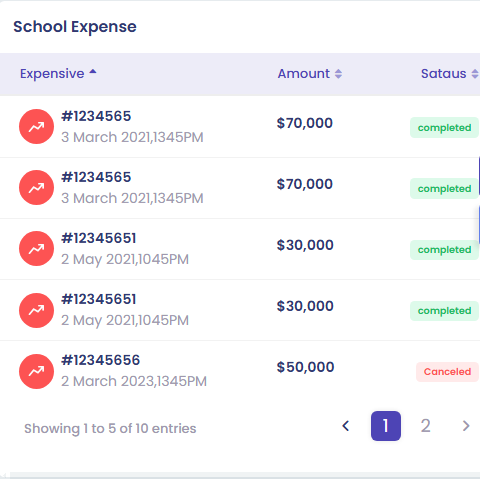 School Expense
Expensive Amount Sataus
#1234565
3 March 2021,1345PM
$70,000
completed
#1234565
3 March 2021,1345PM
$70,000
completed
#12345651
2 May 2021,1045PM
$30,000
completed
#12345651
2 May 2021,1045PM
$30,000
completed
#12345656
2 March 2023,1345PM
$50,000
Canceled
Showing 1 to 5 of 10 entries
1 2